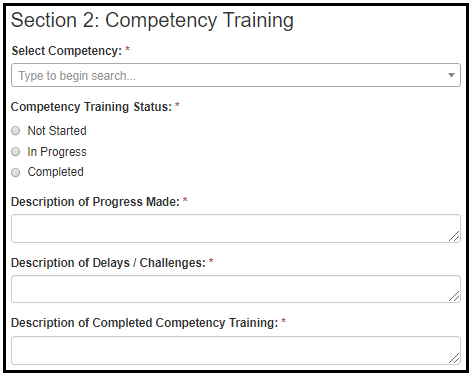 Section 2: Competency Training
Select Competency: *
Type to begin search...
Competency Training Status: *
Not Started
In Progress
Completed
Description of Progress Made: *
Description of Delays / Challenges: *
Description of Completed Competency Training: *